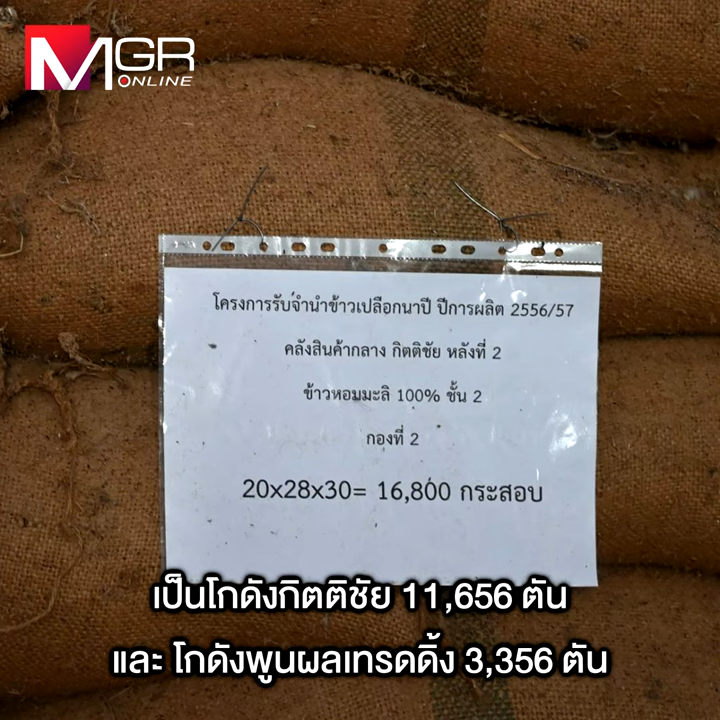 MGR
ONLINE
โครงการรับจำนำข้าวเปลือกนาปี ปีการผลิต 2556/57
คลังสินค้ากลาง กิตติชัย หลังที่ 2
ข้าวหอมมะลิ 100% ชั้น 2
กองที่ 2
20x28x30= 16,800 กระสอบ
เป็นโกดังกิตติชัย 11,656 ตัน
และ โกดังพูนผลเทรดดิ้ง 3,356 ตัน